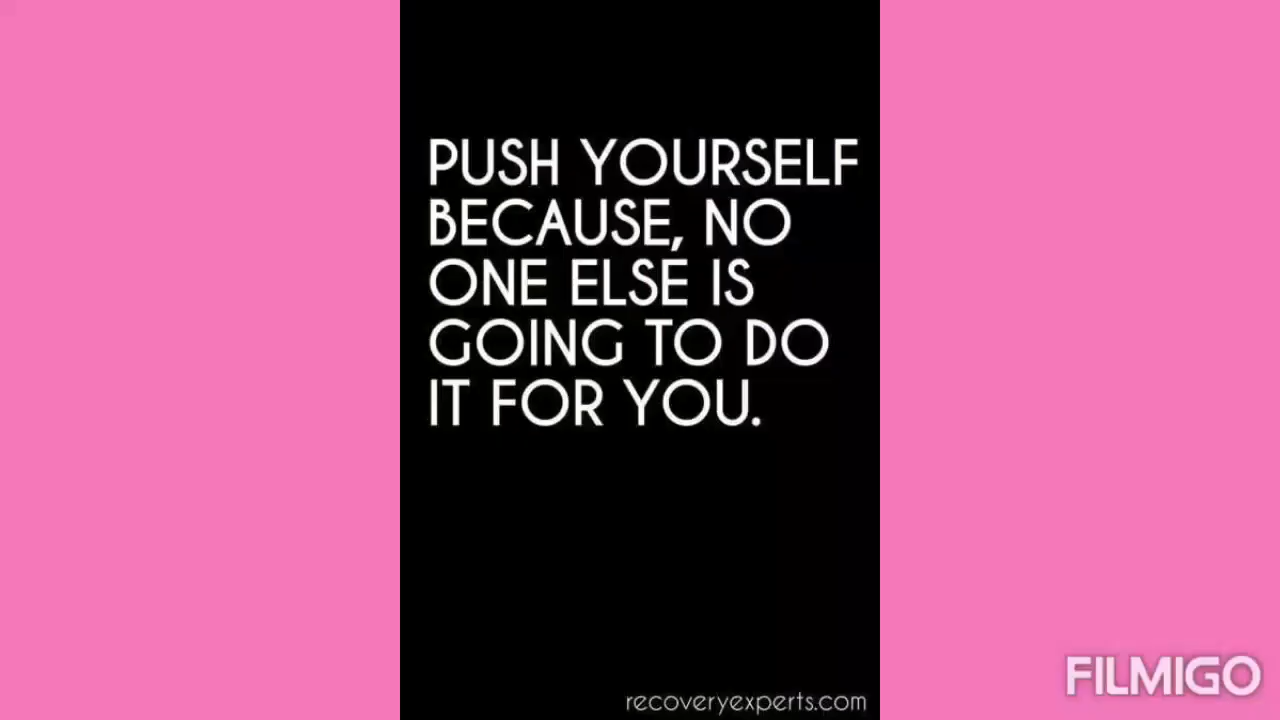 PUSH YOURSELF
BECAUSE, NO
ONE ELSE IS
GOING TO DO
IT FOR YOU.
recoveryexperts.com
FILMIGO